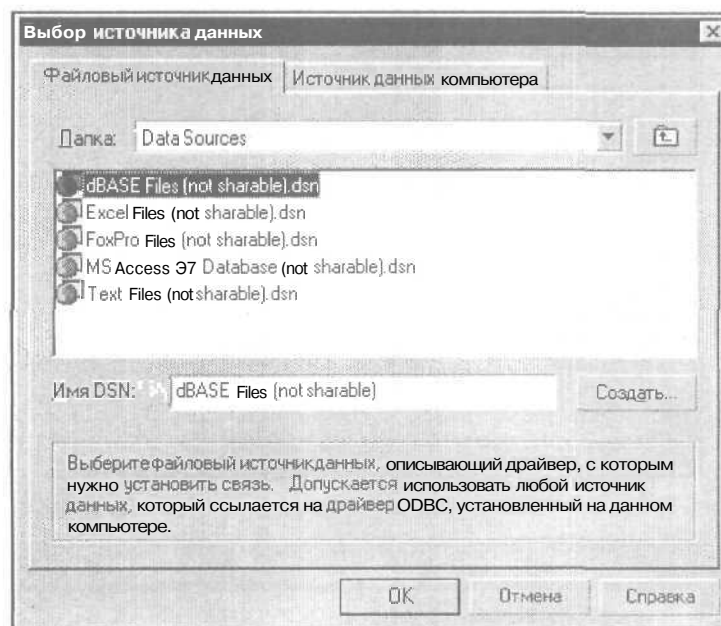 Выбор источника данных
Файловый источник данных
Источник данных компьютера
Папка: Data Sources
dBASE Files (not sharable).dsn
Excel Files (not sharable).dsn
FoxPro Files (not sharable).dsn
MS Access Э7 Database (not sharable).dsn
Text Files (not sharable).dsn
Имя DSN: dBASE Files (not sharable)
Создать...
Выберите файловый источник данных, описывающий драйвер, с которым
нужно установить связь. Допускается использовать любой источник
данных, который ссылается на драйвер ODBC, установленный на данном
компьютере.
OK
Отмена
Справка